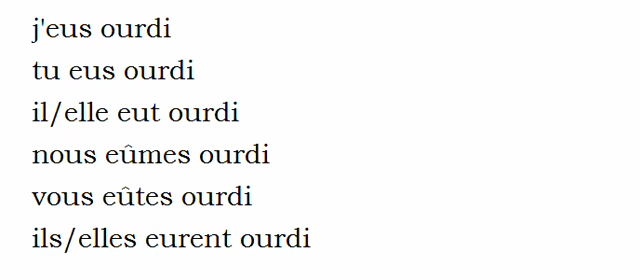 j'eus ourdi
tu eus ourdi
il/elle eut ourdi
nous eûmes ourdi
vous eûtes ourdi
ils/elles eurent ourdi